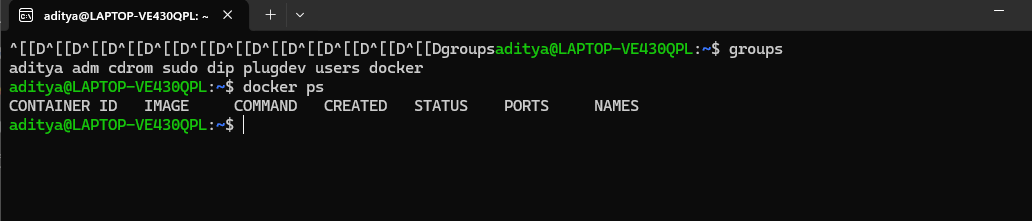 aditya@LAPTOP-VE430QPL: ~
^[[D^[[D^[[D^[[D^[[D^[[D^[[D^[[D^[[D^[[D^[[D^[[D^[[D^[[D^[[Dgroupsaditya@LAPTOP-VE430QPL:~$ groups
aditya adm cdrom sudo dip plugdev users docker
aditya@LAPTOP-VE430QPL:~$ docker ps
CONTAINER ID   IMAGE     COMMAND   CREATED   STATUS    PORTS     NAMES
aditya@LAPTOP-VE430QPL:~$